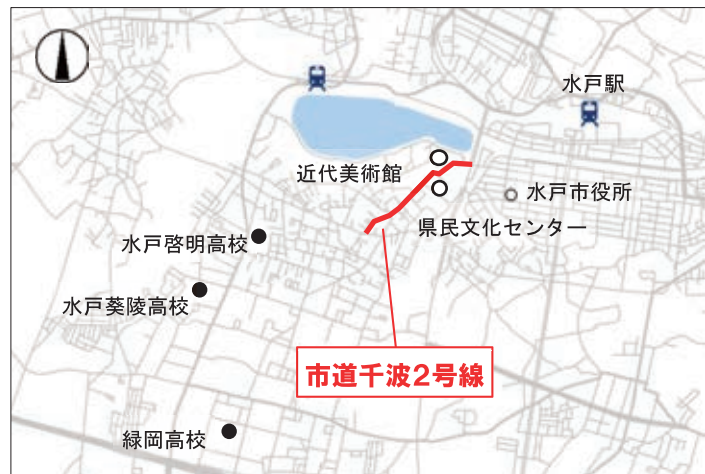 水戸駅
近代美術館
水戸市役所
県民文化センター
水戸啓明高校
水戸葵陵高校
市道千波2号線
緑岡高校